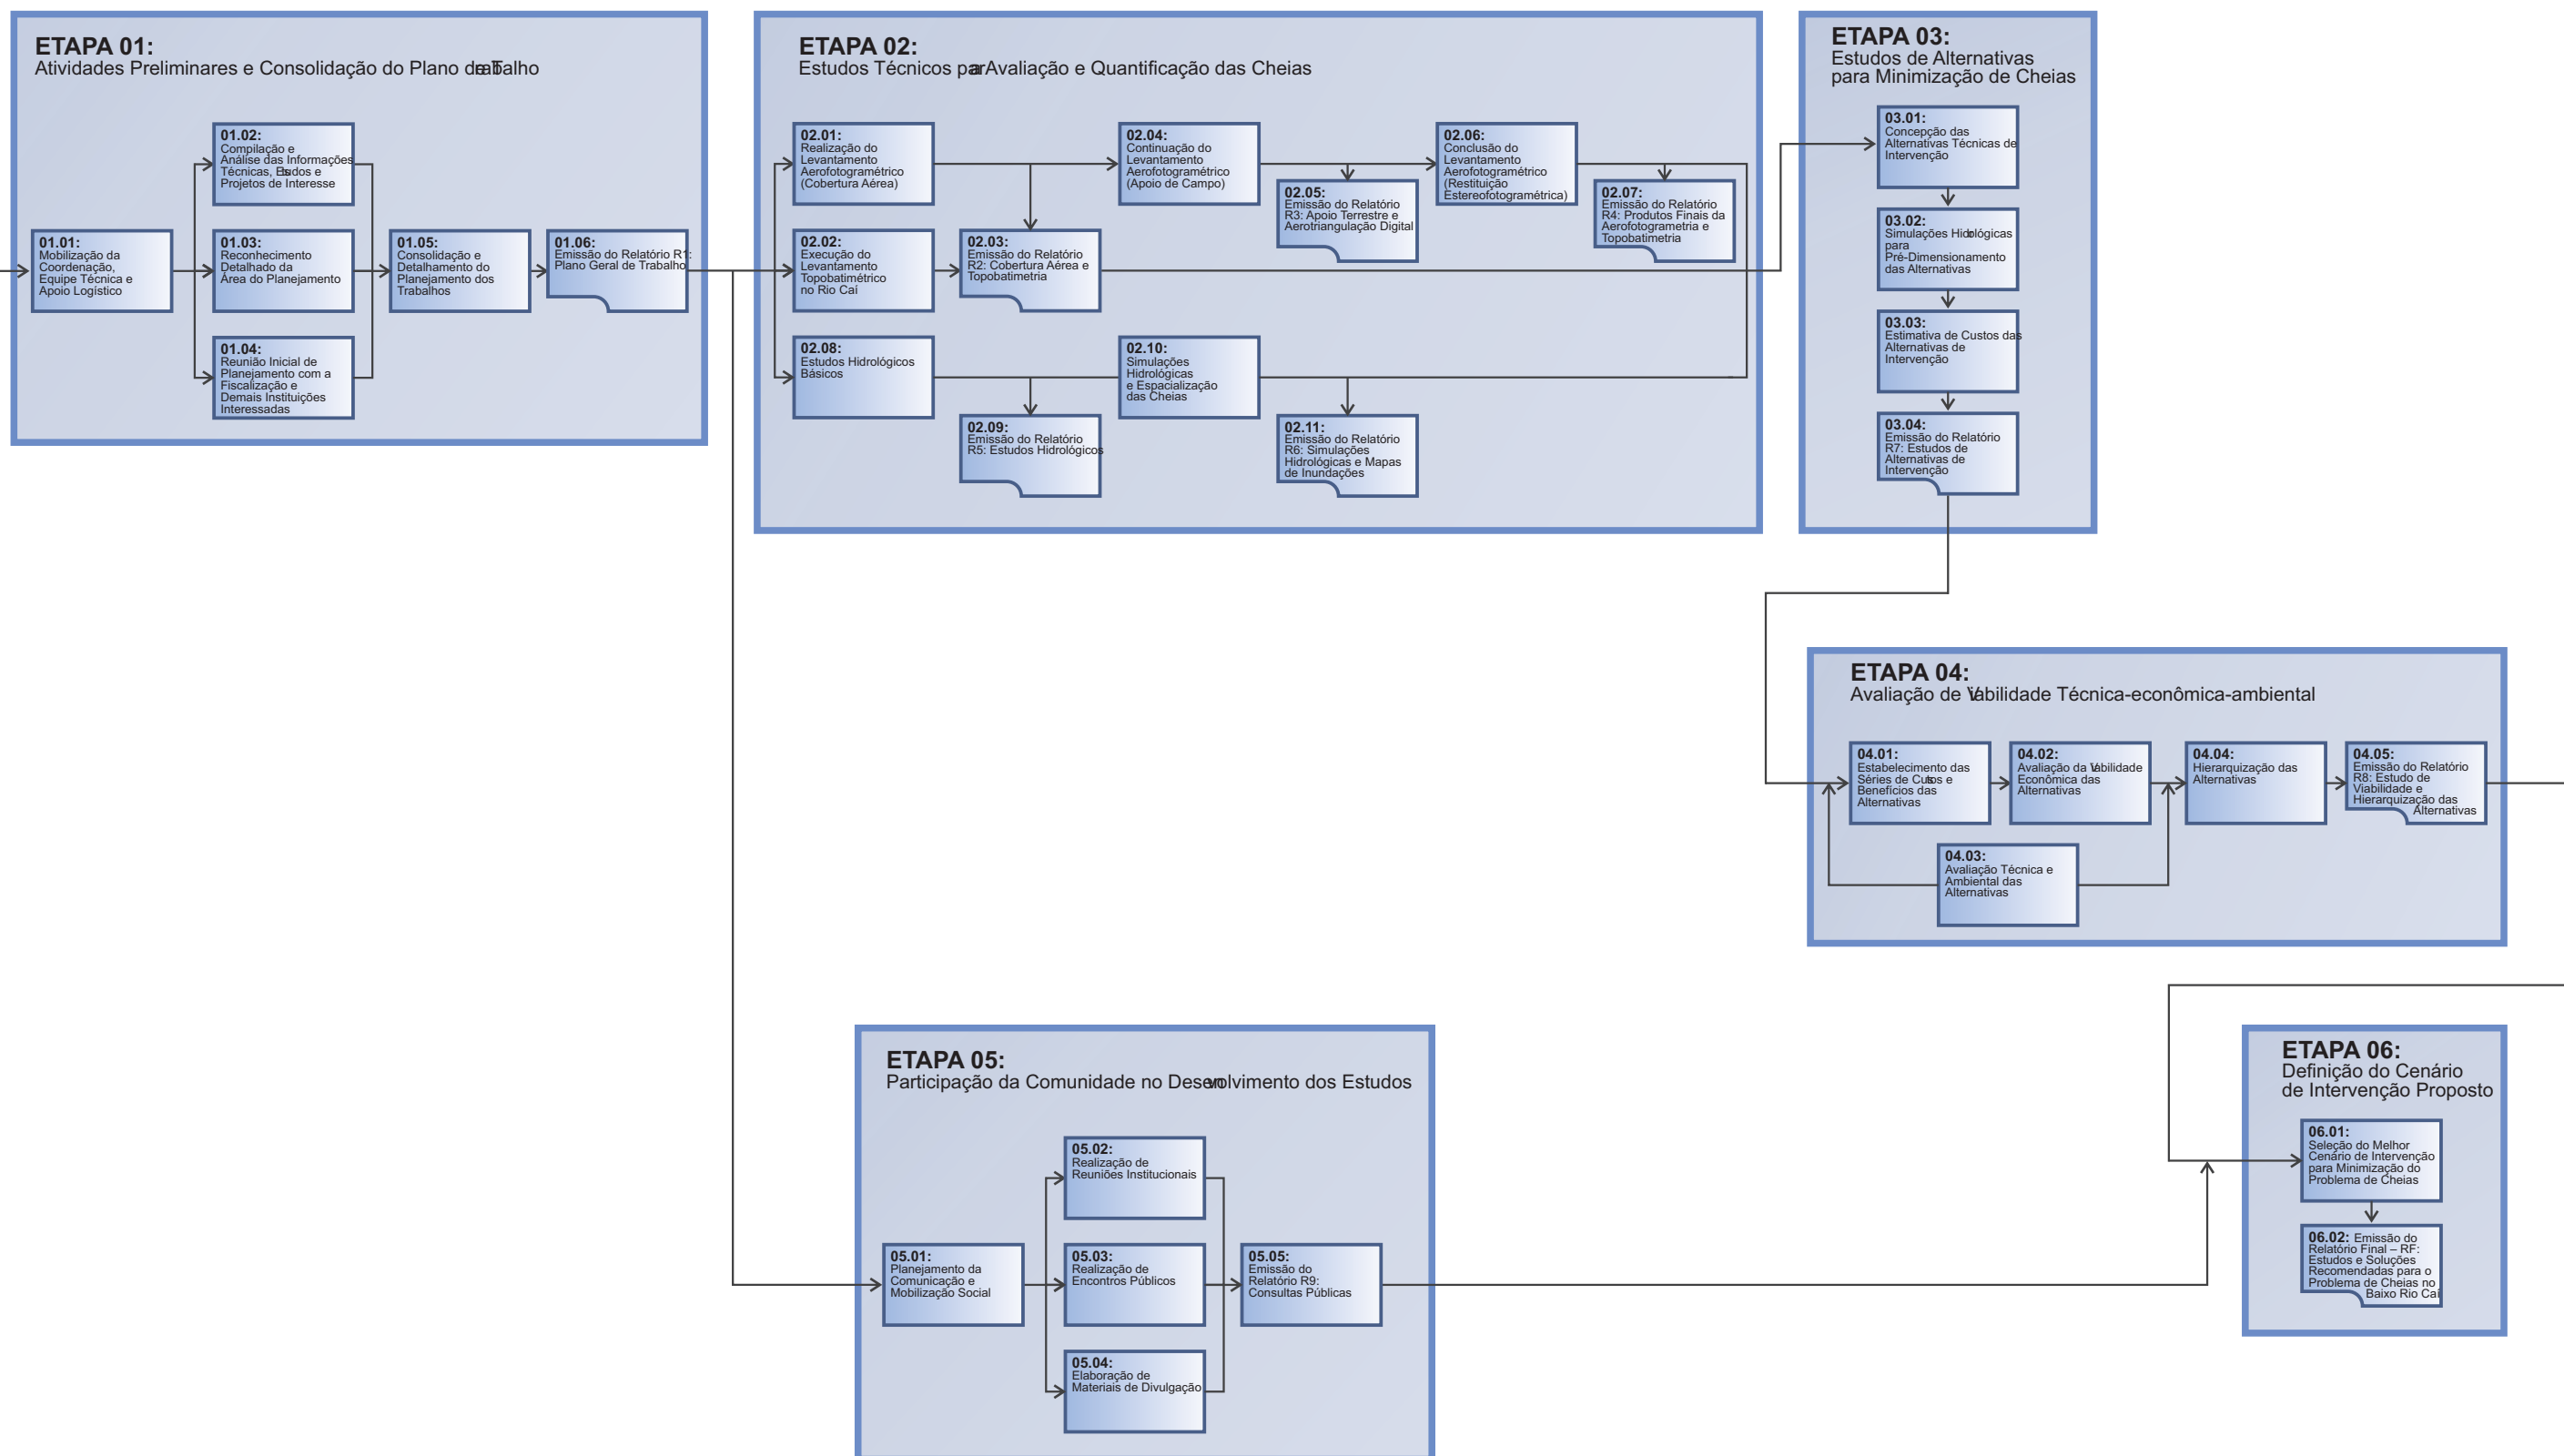 ETAPA 01:
Atividades Preliminares e Consolidação do Plano de Trabalho
01.01:
Mobilização da
Coordenação,
Equipe Técnica e
Apoio Logístico
01.02:
Compilação e
Análise das Informações
Técnicas, Estudos e
Projetos de Interesse
01.03:
Reconhecimento
Detalhado da
Área do Planejamento
01.04:
Reunião Inicial de
Planejamento com a
Fiscalização e
Demais Instituições
Interessadas
01.05:
Consolidação e
Detalhamento do
Planejamento dos
Trabalhos
01.06:
Emissão do Relatório R1:
Plano Geral de Trabalho
ETAPA 02:
Estudos Técnicos para Avaliação e Quantificação das Cheias
02.01:
Realização do
Levantamento
Aerofotogramétrico
(Cobertura Aérea)
02.02:
Execução do
Levantamento
Topobatimétrico
no Rio Caí
02.03:
Emissão do Relatório
R2: Cobertura Aérea e
Topobatimetria
02.04:
Continuação do
Levantamento
Aerofotogramétrico
(Apoio de Campo)
02.05:
Emissão do Relatório
R3: Apoio Terrestre e
Aerotriangulação Digital
02.06:
Conclusão do
Levantamento
Aerofotogramétrico
(Restituição
Estereofotogramétrica)
02.07:
Emissão do Relatório
R4: Produtos Finais da
Aerofotogrametria e
Topobatimetria
02.08:
Estudos Hidrológicos
Básicos
02.09:
Emissão do Relatório
R5: Estudos Hidrológicos
02.10:
Simulações
Hidrológicas
e Espacialização
das Cheias
02.11:
Emissão do Relatório
R6: Simulações
Hidrológicas e Mapas
de Inundações
ETAPA 03:
Estudos de Alternativas
para Minimização de Cheias
03.01:
Concepção das
Alternativas Técnicas de
Intervenção
03.02:
Simulações Hidrológicas
para
Pré-Dimensionamento
das Alternativas
03.03:
Estimativa de Custos das
Alternativas de
Intervenção
03.04:
Emissão do Relatório
R7: Estudos de
Alternativas de
Intervenção
ETAPA 04:
Avaliação de Viabilidade Técnica-econômica-ambiental
04.01:
Estabelecimento das
Séries de Custos e
Benefícios das
Alternativas
04.02:
Avaliação da Viabilidade
Econômica das
Alternativas
04.03:
Avaliação Técnica e
Ambiental das
Alternativas
04.04:
Hierarquização das
Alternativas
04.05:
Emissão do Relatório
R8: Estudo de
Viabilidade e
Hierarquização das
Alternativas
ETAPA 05:
Participação da Comunidade no Desenvolvimento dos Estudos
05.01:
Planejamento da
Comunicação e
Mobilização Social
05.02:
Realização de
Reuniões Institucionais
05.03:
Realização de
Encontros Públicos
05.04:
Elaboração de
Materiais de Divulgação
05.05:
Emissão do
Relatório R9:
Consultas Públicas
ETAPA 06:
Definição do Cenário
de Intervenção Proposto
06.01:
Seleção do Melhor
Cenário de Intervenção
para Minimização do
Problema de Cheias
06.02: Emissão do
Relatório Final – RF:
Estudos e Soluções
Recomendadas para o
Problema de Cheias no
Baixo Rio Caí